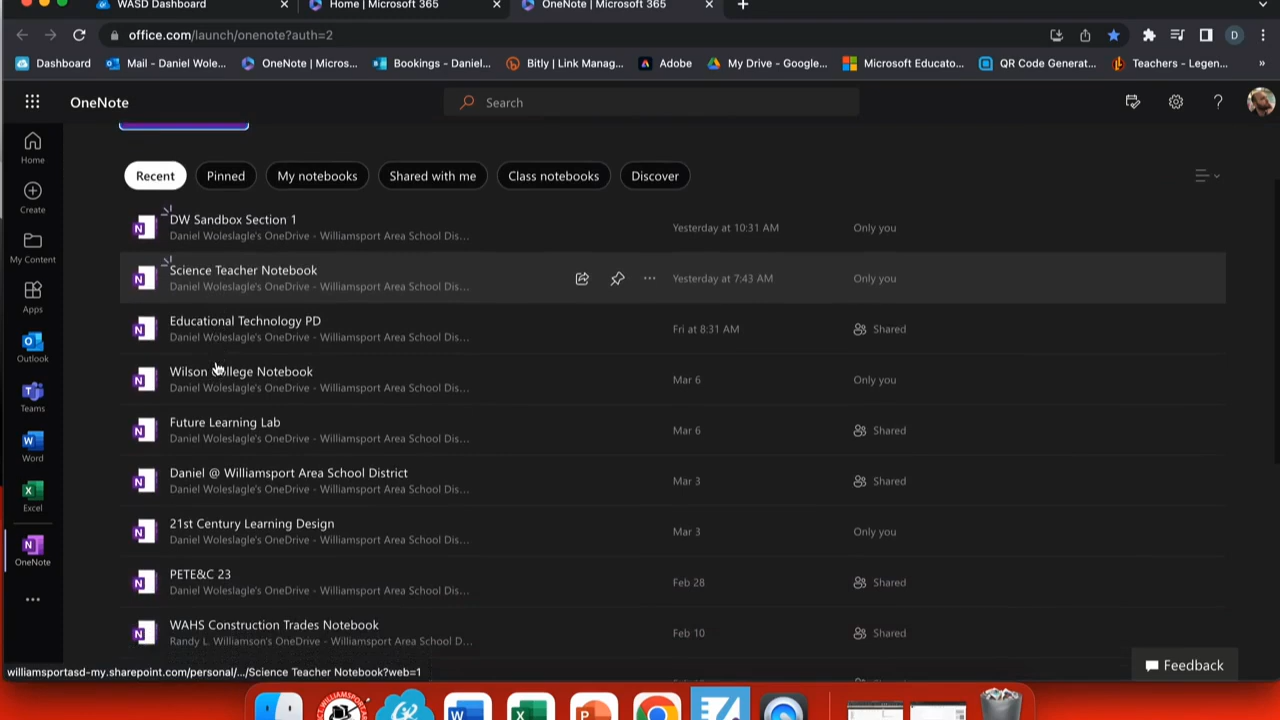 WASD Dashboard
Home | Microsoft 365
OneNote | Microsoft 365
office.com/launch/onenote?auth=2
D
Dashboard
Mail - Daniel Wole...
OneNote | Micros...
Bookings - Daniel...
Bitly | Link Manag...
Adobe
My Drive - Google...
Microsoft Educato...
QR Code Generat...
Teachers - Legen...
»
OneNote
Search
?
Home
Create
My Content
Apps
Outlook
Teams
Word
Excel
OneNote
Recent
Pinned
My notebooks
Shared with me
Class notebooks
Discover
DW Sandbox Section 1
Daniel Woleslagle's OneDrive - Williamsport Area School Dis...
Yesterday at 10:31 AM
Only you
Science Teacher Notebook
Daniel Woleslagle's OneDrive - Williamsport Area School Dis...
Yesterday at 7:43 AM
Only you
Educational Technology PD
Daniel Woleslagle's OneDrive - Williamsport Area School Dis...
Fri at 8:31 AM
Shared
Wilson College Notebook
Daniel Woleslagle's OneDrive - Williamsport Area School Dis...
Mar 6
Only you
Future Learning Lab
Daniel Woleslagle's OneDrive - Williamsport Area School Dis...
Mar 6
Shared
Daniel @ Williamsport Area School District
Daniel Woleslagle's OneDrive - Williamsport Area School Dis...
Mar 3
Shared
21st Century Learning Design
Daniel Woleslagle's OneDrive - Williamsport Area School Dis...
Mar 3
Only you
PETE&C 23
Daniel Woleslagle's OneDrive - Williamsport Area School Dis...
Feb 28
Shared
WAHS Construction Trades Notebook
Randy L. Williamson's OneDrive - Williamsport Area School D...
Feb 10
Shared
Feedback
williamsportasd-my.sharepoint.com/personal/.../Science Teacher Notebook?web=1